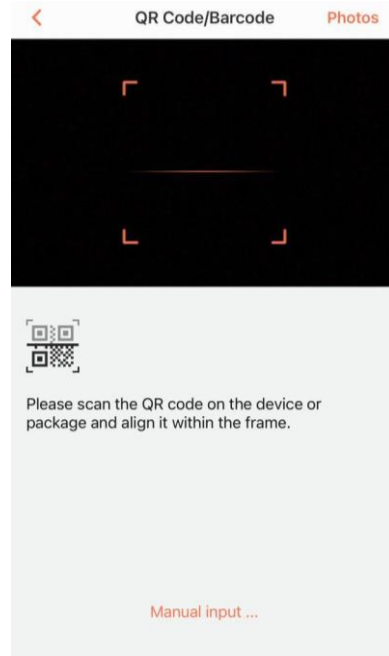 QR Code/Barcode
Photos
Please scan the QR code on the device or
package and align it within the frame.
Manual input ...